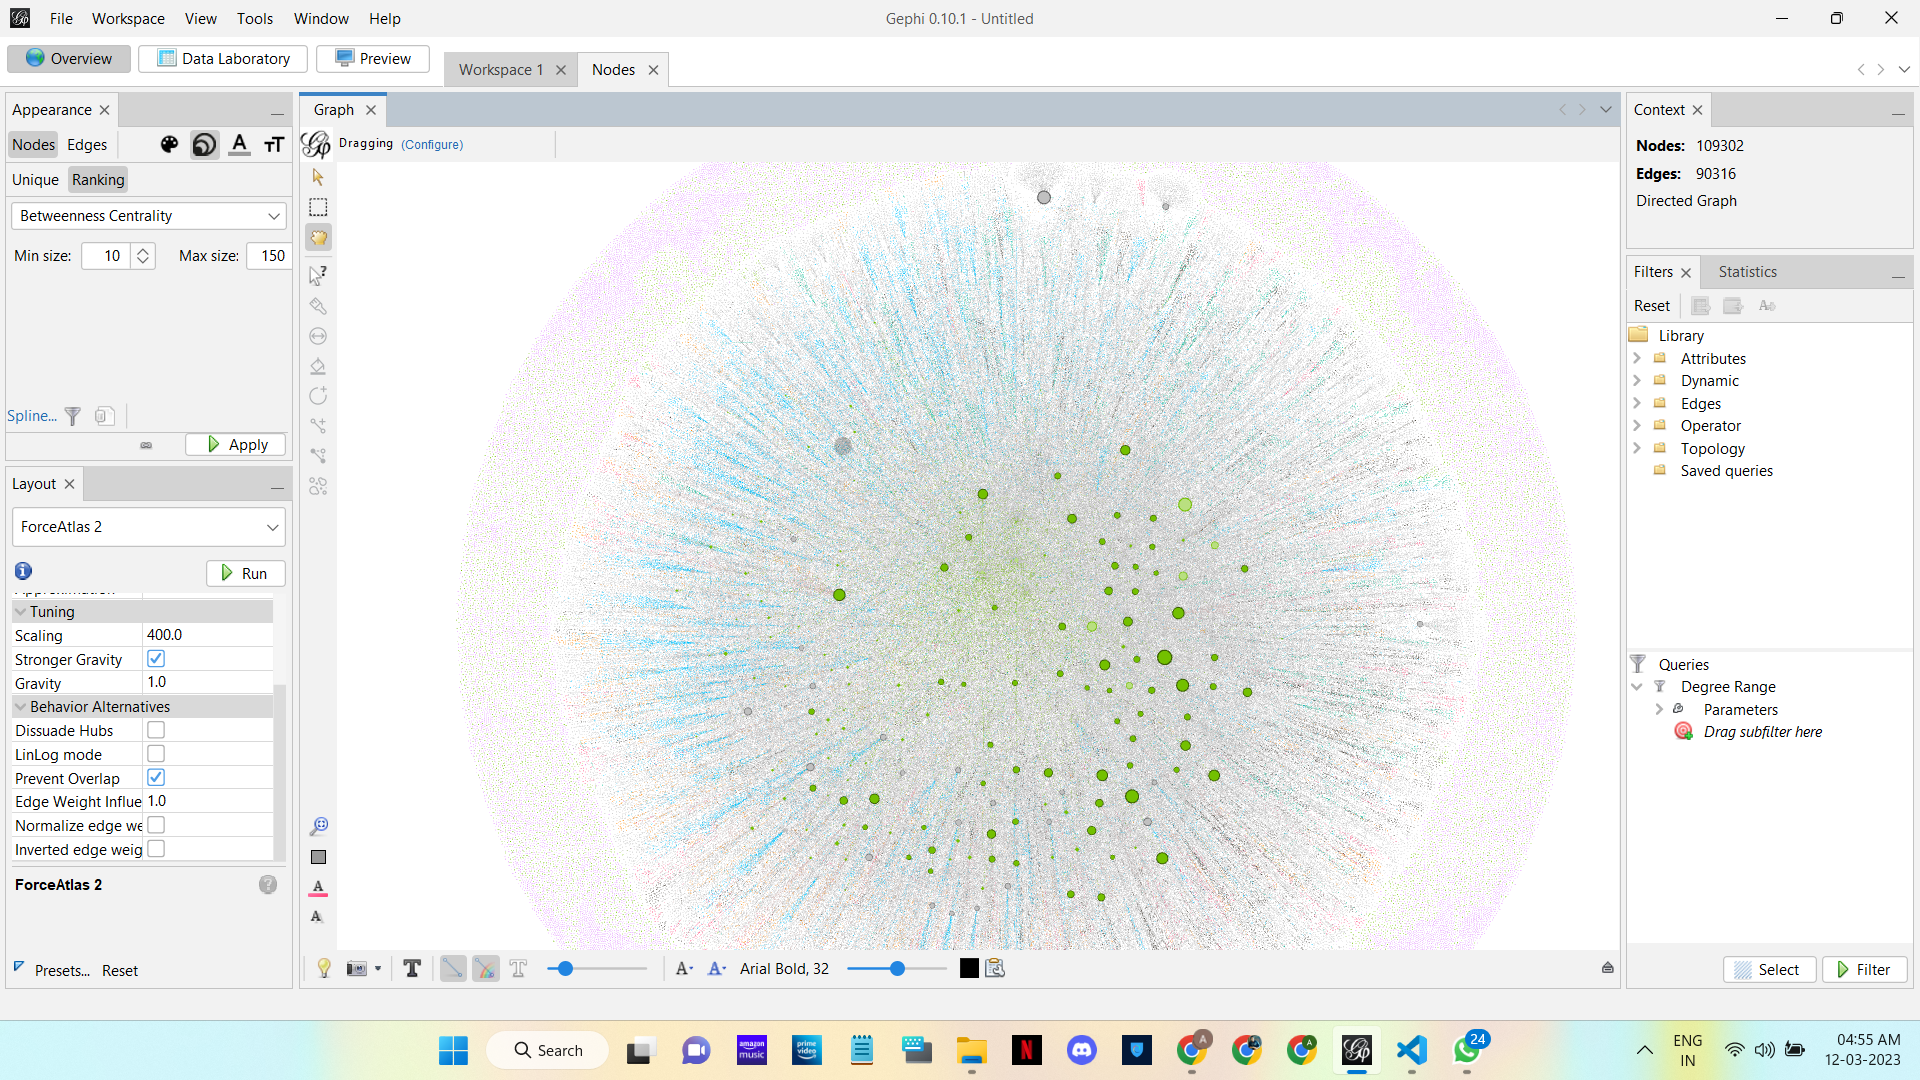 File Workspace View Tools Window Help
Gephi 0.10.1 - Untitled
Overview Data Laboratory Preview
Workspace 1 Nodes
Appearance
Nodes Edges A TT
Unique Ranking
Betweenness Centrality
Min size: 10 Max size: 150
Spline...
Apply
Layout
ForceAtlas 2
Run
Tuning
Scaling 400.0
Stronger Gravity
Gravity 1.0
Behavior Alternatives
Dissuade Hubs
LinLog mode
Prevent Overlap
Edge Weight Influe 1.0
Normalize edge we
Inverted edge weig
ForceAtlas 2
?
Presets... Reset
Graph
Dragging (Configure)
A
A
T T A A Arial Bold, 32
Context
Nodes: 109302
Edges: 90316
Directed Graph
Filters Statistics
Reset
Library
Attributes
Dynamic
Edges
Operator
Topology
Saved queries
Queries
Degree Range
Parameters
Drag subfilter here
Select Filter
Search
amazon music
prime video
N
A
A
24
ENG
IN
04:55 AM
12-03-2023